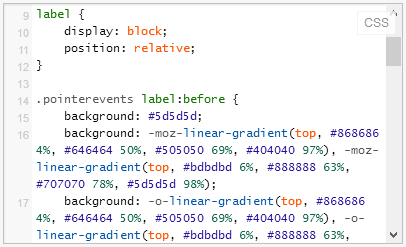 CSS
9 label {
10 display: block;
11 position: relative;
12 }
13
14 .pointerevents label:before {
15 background: #5d5d5d;
16 background: -moz-linear-gradient(top, #868686
4%, #646464 50%, #505050 69%, #404040 97%), -moz-
linear-gradient(top, #bdbdbd 6%, #888888 63%,
#707070 78%, #5d5d5d 98%);
17 background: -o-linear-gradient(top, #868686
4%, #646464 50%, #505050 69%, #404040 97%), -o-
linear-gradient(top, #bdbdbd 6%, #888888 63%,